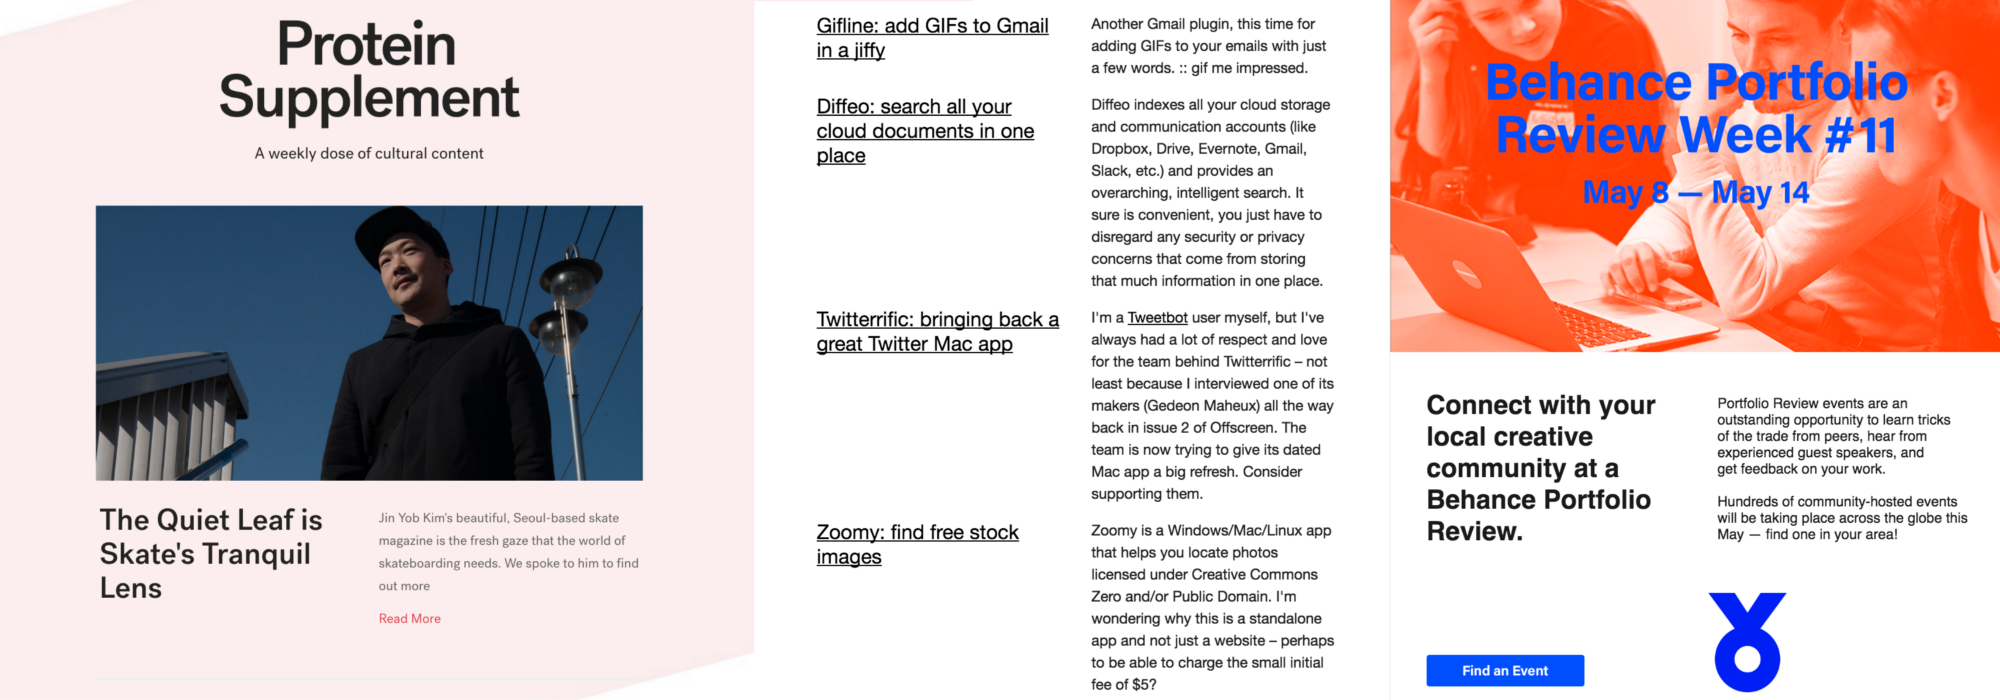 Protein
Supplement
A weekly dose of cultural content
The Quiet Leaf is
Skate's Tranquil
Lens
Jin Yob Kim's beautiful, Seoul-based skate
magazine is the fresh gaze that the world of
skateboarding needs. We spoke to him to find
out more
Read More
Gifline: add GIFs to Gmail
in a jiffy
Another Gmail plugin, this time for
adding GIFs to your emails with just
a few words. :: gif me impressed.
Diffeo: search all your
cloud documents in one
place
Diffeo indexes all your cloud storage
and communication accounts (like
Dropbox, Drive, Evernote, Gmail,
Slack, etc.) and provides an
overarching, intelligent search. It
sure is convenient, you just have to
disregard any security or privacy
concerns that come from storing
that much information in one place.
Twitterrific: bringing back a
great Twitter Mac app
I'm a Tweetbot user myself, but I've
always had a lot of respect and love
for the team behind Twitterrific – not
least because I interviewed one of its
makers (Gedeon Maheux) all the way
back in issue 2 of Offscreen. The
team is now trying to give its dated
Mac app a big refresh. Consider
supporting them.
Zoomy: find free stock
images
Zoomy is a Windows/Mac/Linux app
that helps you locate photos
licensed under Creative Commons
Zero and/or Public Domain. I'm
wondering why this is a standalone
app and not just a website – perhaps
to be able to charge the small initial
fee of $5?
Behance Portfolio
Review Week #11
May 8 — May 14
Connect with your
local creative
community at a
Behance Portfolio
Review.
Portfolio Review events are an
outstanding opportunity to learn tricks
of the trade from peers, hear from
experienced guest speakers, and
get feedback on your work.
Hundreds of community-hosted events
will be taking place across the globe this
May — find one in your area!
Find an Event